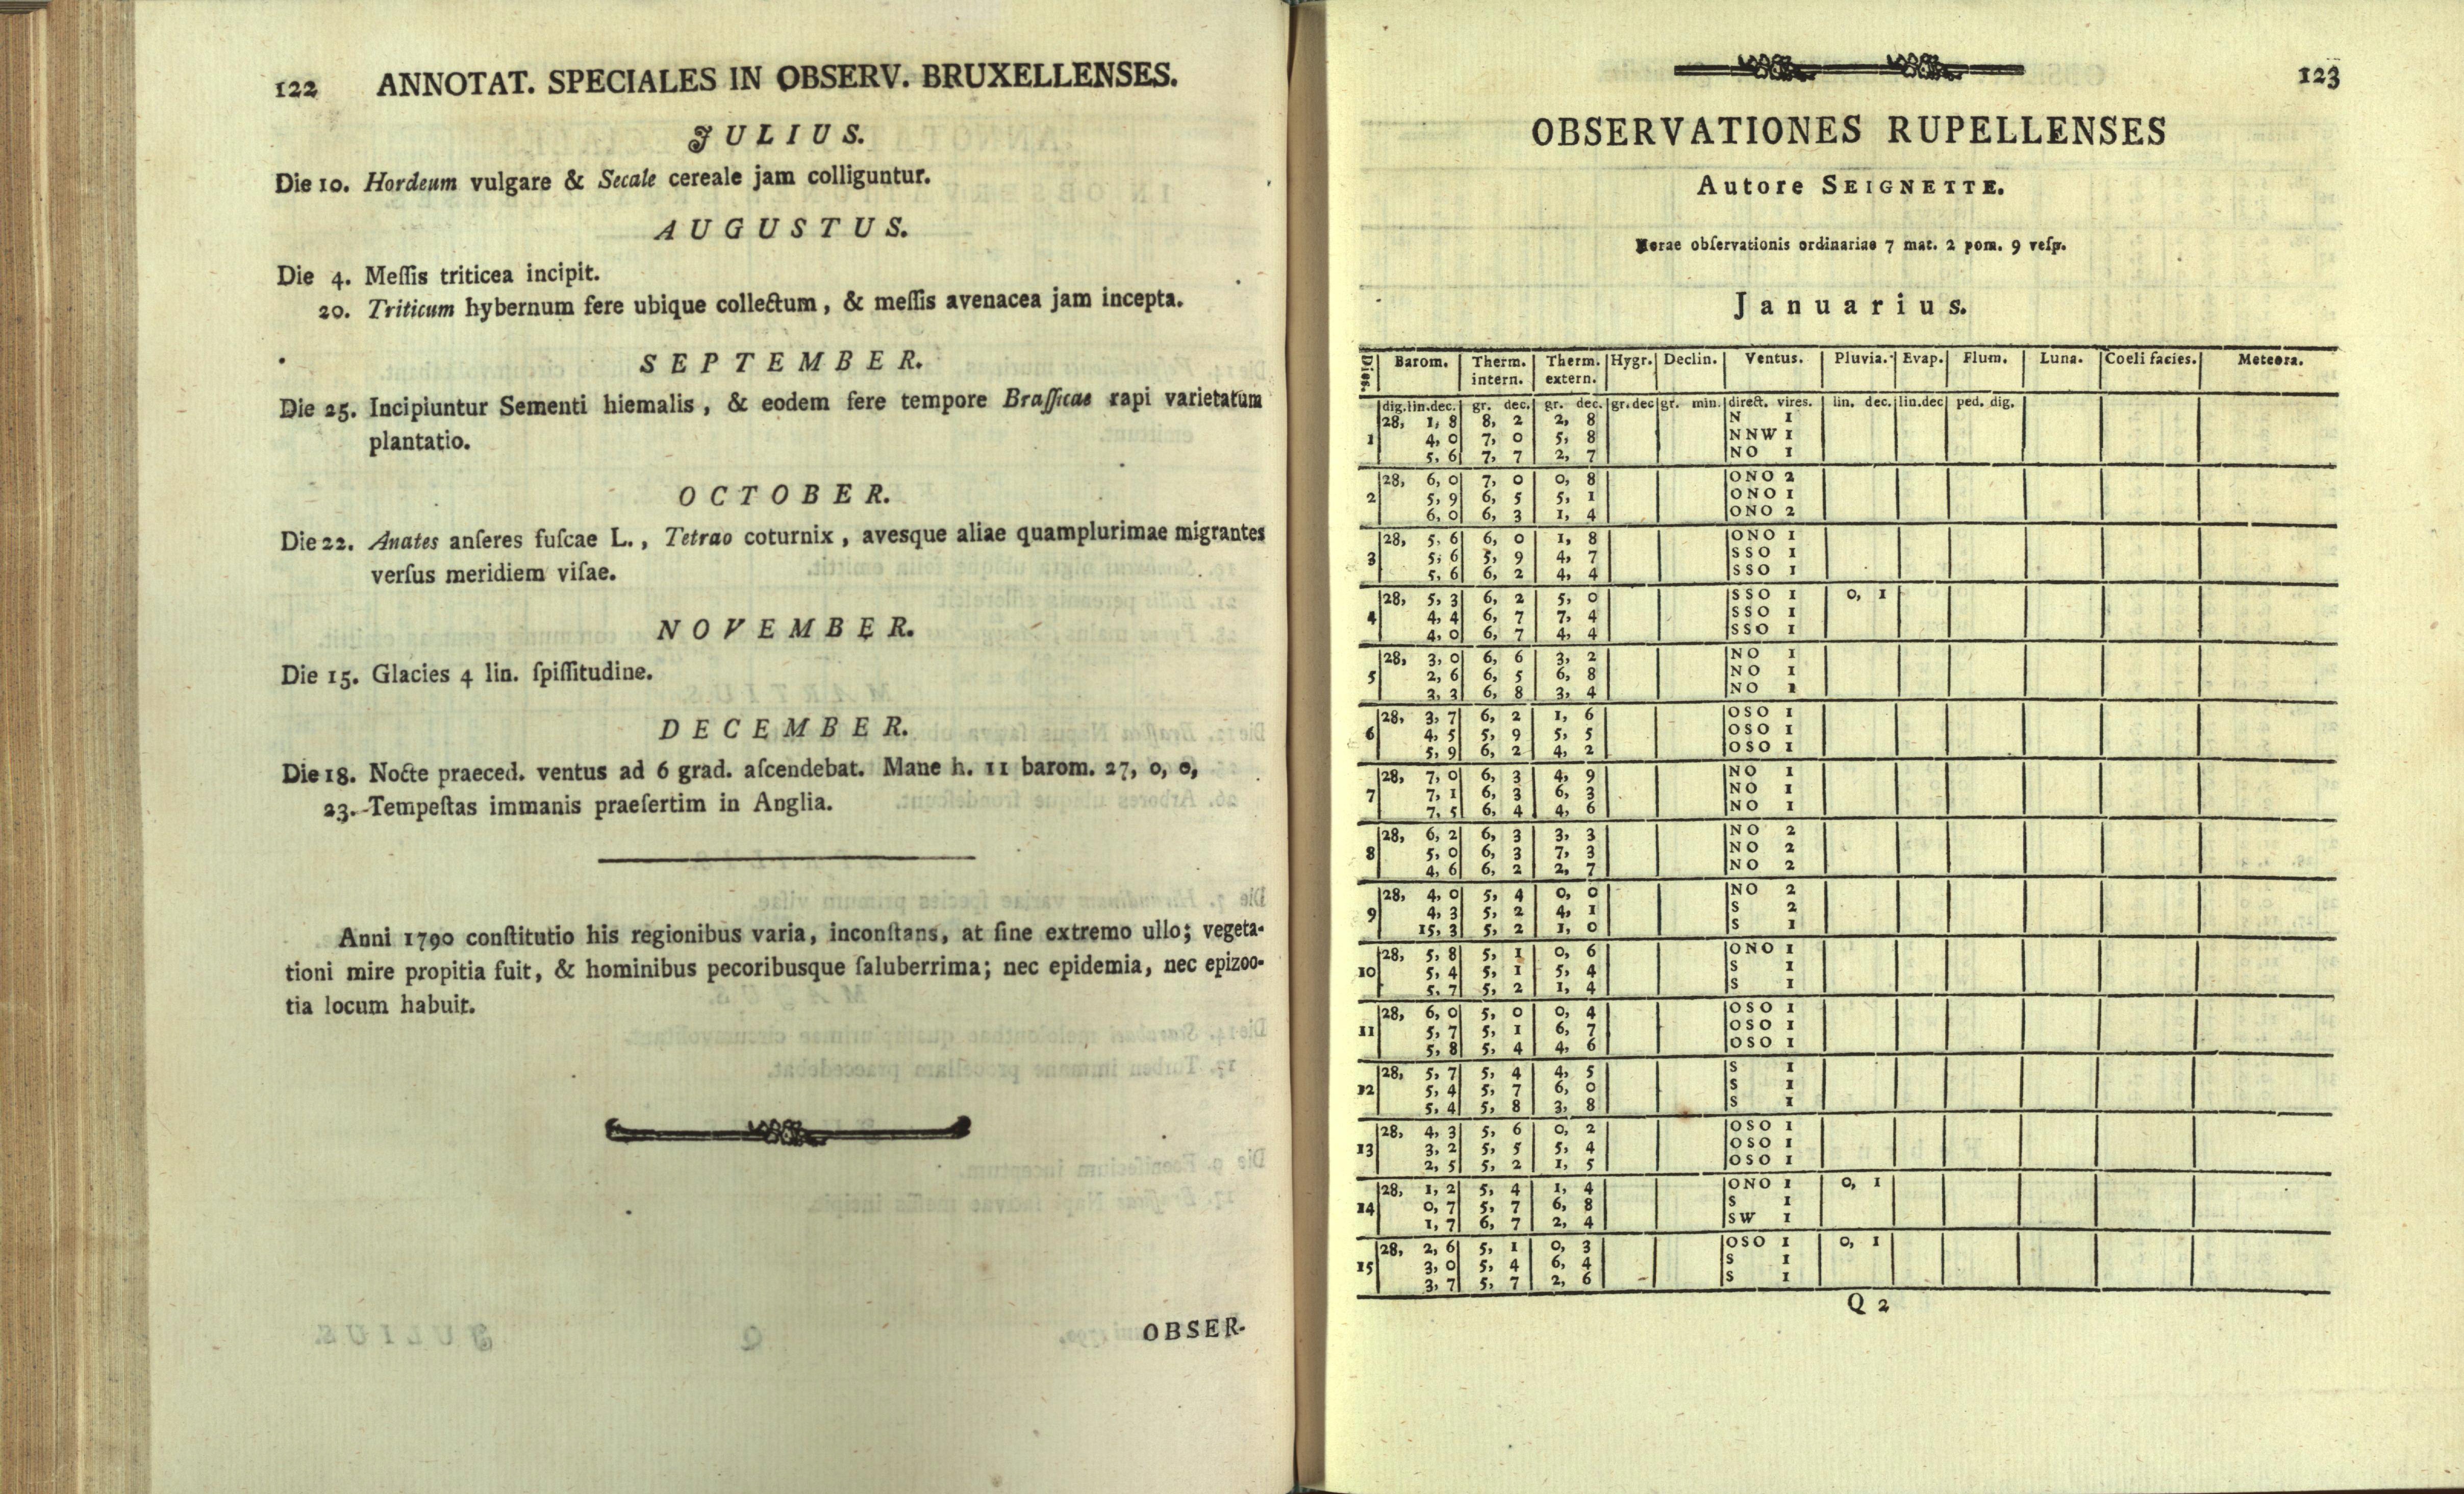 122 ANNOTAT. SPECIALES IN OBSERV. BRUXELLENSES.
JULIUS.
Die 10. Hordeum vulgare & Secale cereale jam colliguntur.
AUGUSTUS.
Die 4. Meſſis triticea incipit.
20. Triticum hybernum fere ubique collectum, & meſſis avenacea jam incepta.
SEPTEMBER.
Die 25. Incipiuntur Sementi hiemalis, & eodem fere tempore Braſſicae rapi varietatum
plantatio.
OCTOBER.
Die 22. Anates anſeres fuſcae L., Tetrao coturnix, avesque aliae quamplurimae migrantes
verſus meridiem viſae.
NOVEMBER.
Die 15. Glacies 4 lin. ſpiſſitudine.
DECEMBER.
Die 18. Nocte praeced. ventus ad 6 grad. aſcendebat. Mane h. 11 barom. 27, 0, 0,
23. Tempeſtas immanis praeſertim in Anglia.
Anni 1790 conſtitutio his regionibus varia, inconſtans, at ſine extremo ullo; vegeta-
tioni mire propitia fuit, & hominibus pecoribusque ſaluberrima; nec epidemia, nec epizoo-
tia locum habuit.
OBSER-
123
OBSERVATIONES RUPELLENSES
Autore SEIGNETTE.
Horae obſervationis ordinariae 7 mat. 2 pom. 9 veſp.
Januarius.
Dies. Barom. Therm. Therm. Hygr. Declin. Ventus. Pluvia. Evap. Flum. Luna. Coeli facies. Meteora.
intern. extern.
dig. lin. dec. gr. dec. gr. dec. gr. dec gr. min. direct. vires. lin. dec. lin. dec ped. dig.
28, 1, 8 8, 2 2, 8 N 1
1 4, 0 7, 0 5, 8 NNW 1
5, 6 7, 7 2, 7 NO 1
28, 6, 0 7, 0 0, 8 ONO 2
2 5, 9 6, 5 5, 1 ONO 1
6, 0 6, 3 1, 4 ONO 2
28, 5, 6 6, 0 1, 8 ONO 1
3 5, 6 5, 9 4, 7 SSO 1
5, 6 6, 2 4, 4 SSO 1
28, 5, 3 6, 2 5, 0 SSO 1 0, 1
4 4, 4 6, 7 7, 4 SSO 1
4, 0 6, 7 4, 4 SSO 1
28, 3, 0 6, 6 3, 2 NO 1
5 2, 6 6, 5 6, 8 NO 1
3, 3 6, 8 3, 4 NO 1
28, 3, 7 6, 2 1, 6 OSO 1
6 4, 5 5, 9 5, 5 OSO 1
5, 9 6, 2 4, 2 OSO 1
28, 7, 0 6, 3 4, 9 NO 1
7 7, 1 6, 3 6, 3 NO 1
7, 5 6, 4 4, 6 NO 1
28, 6, 2 6, 3 3, 3 NO 2
8 5, 0 6, 3 7, 3 NO 2
4, 6 6, 2 2, 7 NO 2
28, 4, 0 5, 4 0, 0 NO 2
9 4, 3 5, 2 4, 1 S 2
15, 3 5, 2 1, 0 S 1
28, 5, 8 5, 1 0, 6 ONO 1
10 5, 4 5, 1 5, 4 S 1
5, 7 5, 2 1, 4 S 1
28, 6, 0 5, 0 0, 4 OSO 1
11 5, 7 5, 1 6, 7 OSO 1
5, 8 5, 4 4, 6 OSO 1
28, 5, 7 5, 4 4, 5 S 1
12 5, 4 5, 7 6, 0 S 1
5, 4 5, 8 3, 8 S 1
28, 4, 3 5, 6 0, 2 OSO 1
13 3, 2 5, 5 5, 4 OSO 1
2, 5 5, 2 1, 5 OSO 1
28, 1, 2 5, 4 1, 4 ONO 1 0, 1
14 0, 7 5, 7 6, 8 S 1
1, 7 6, 7 2, 4 SW 1
28, 2, 6 5, 1 0, 3 OSO 1 0, 1
15 3, 0 5, 4 6, 4 S 1
3, 7 5, 7 2, 6 S 1
Q 2